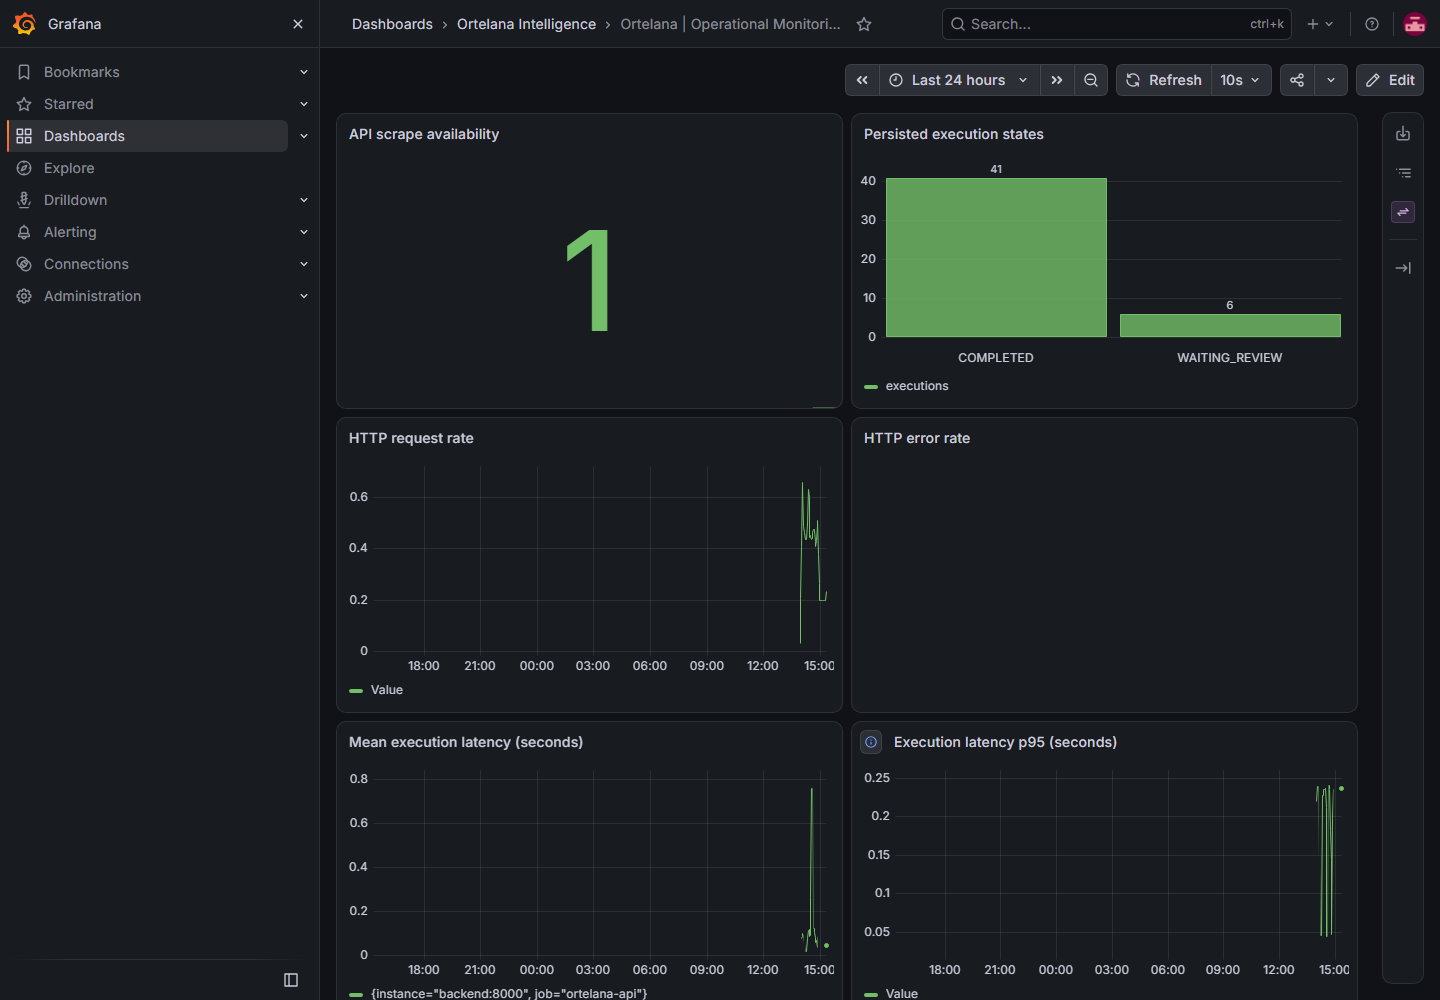 Grafana
Dashboards › Ortelana Intelligence › Ortelana | Operational Monitori...
Search...
ctrl+k
Bookmarks
Starred
Dashboards
Explore
Drilldown
Alerting
Connections
Administration
Last 24 hours
Refresh
10s
Edit
API scrape availability
1
Persisted execution states
41
40
30
20
10
0
6
COMPLETED
WAITING_REVIEW
executions
HTTP request rate
0.6
0.4
0.2
0
18:00 21:00 00:00 03:00 06:00 09:00 12:00 15:00
Value
HTTP error rate
Mean execution latency (seconds)
0.8
0.6
0.4
0.2
0
18:00 21:00 00:00 03:00 06:00 09:00 12:00 15:00
{instance="backend:8000", job="ortelana-api"}
Execution latency p95 (seconds)
0.25
0.2
0.15
0.1
0.05
18:00 21:00 00:00 03:00 06:00 09:00 12:00 15:00
Value